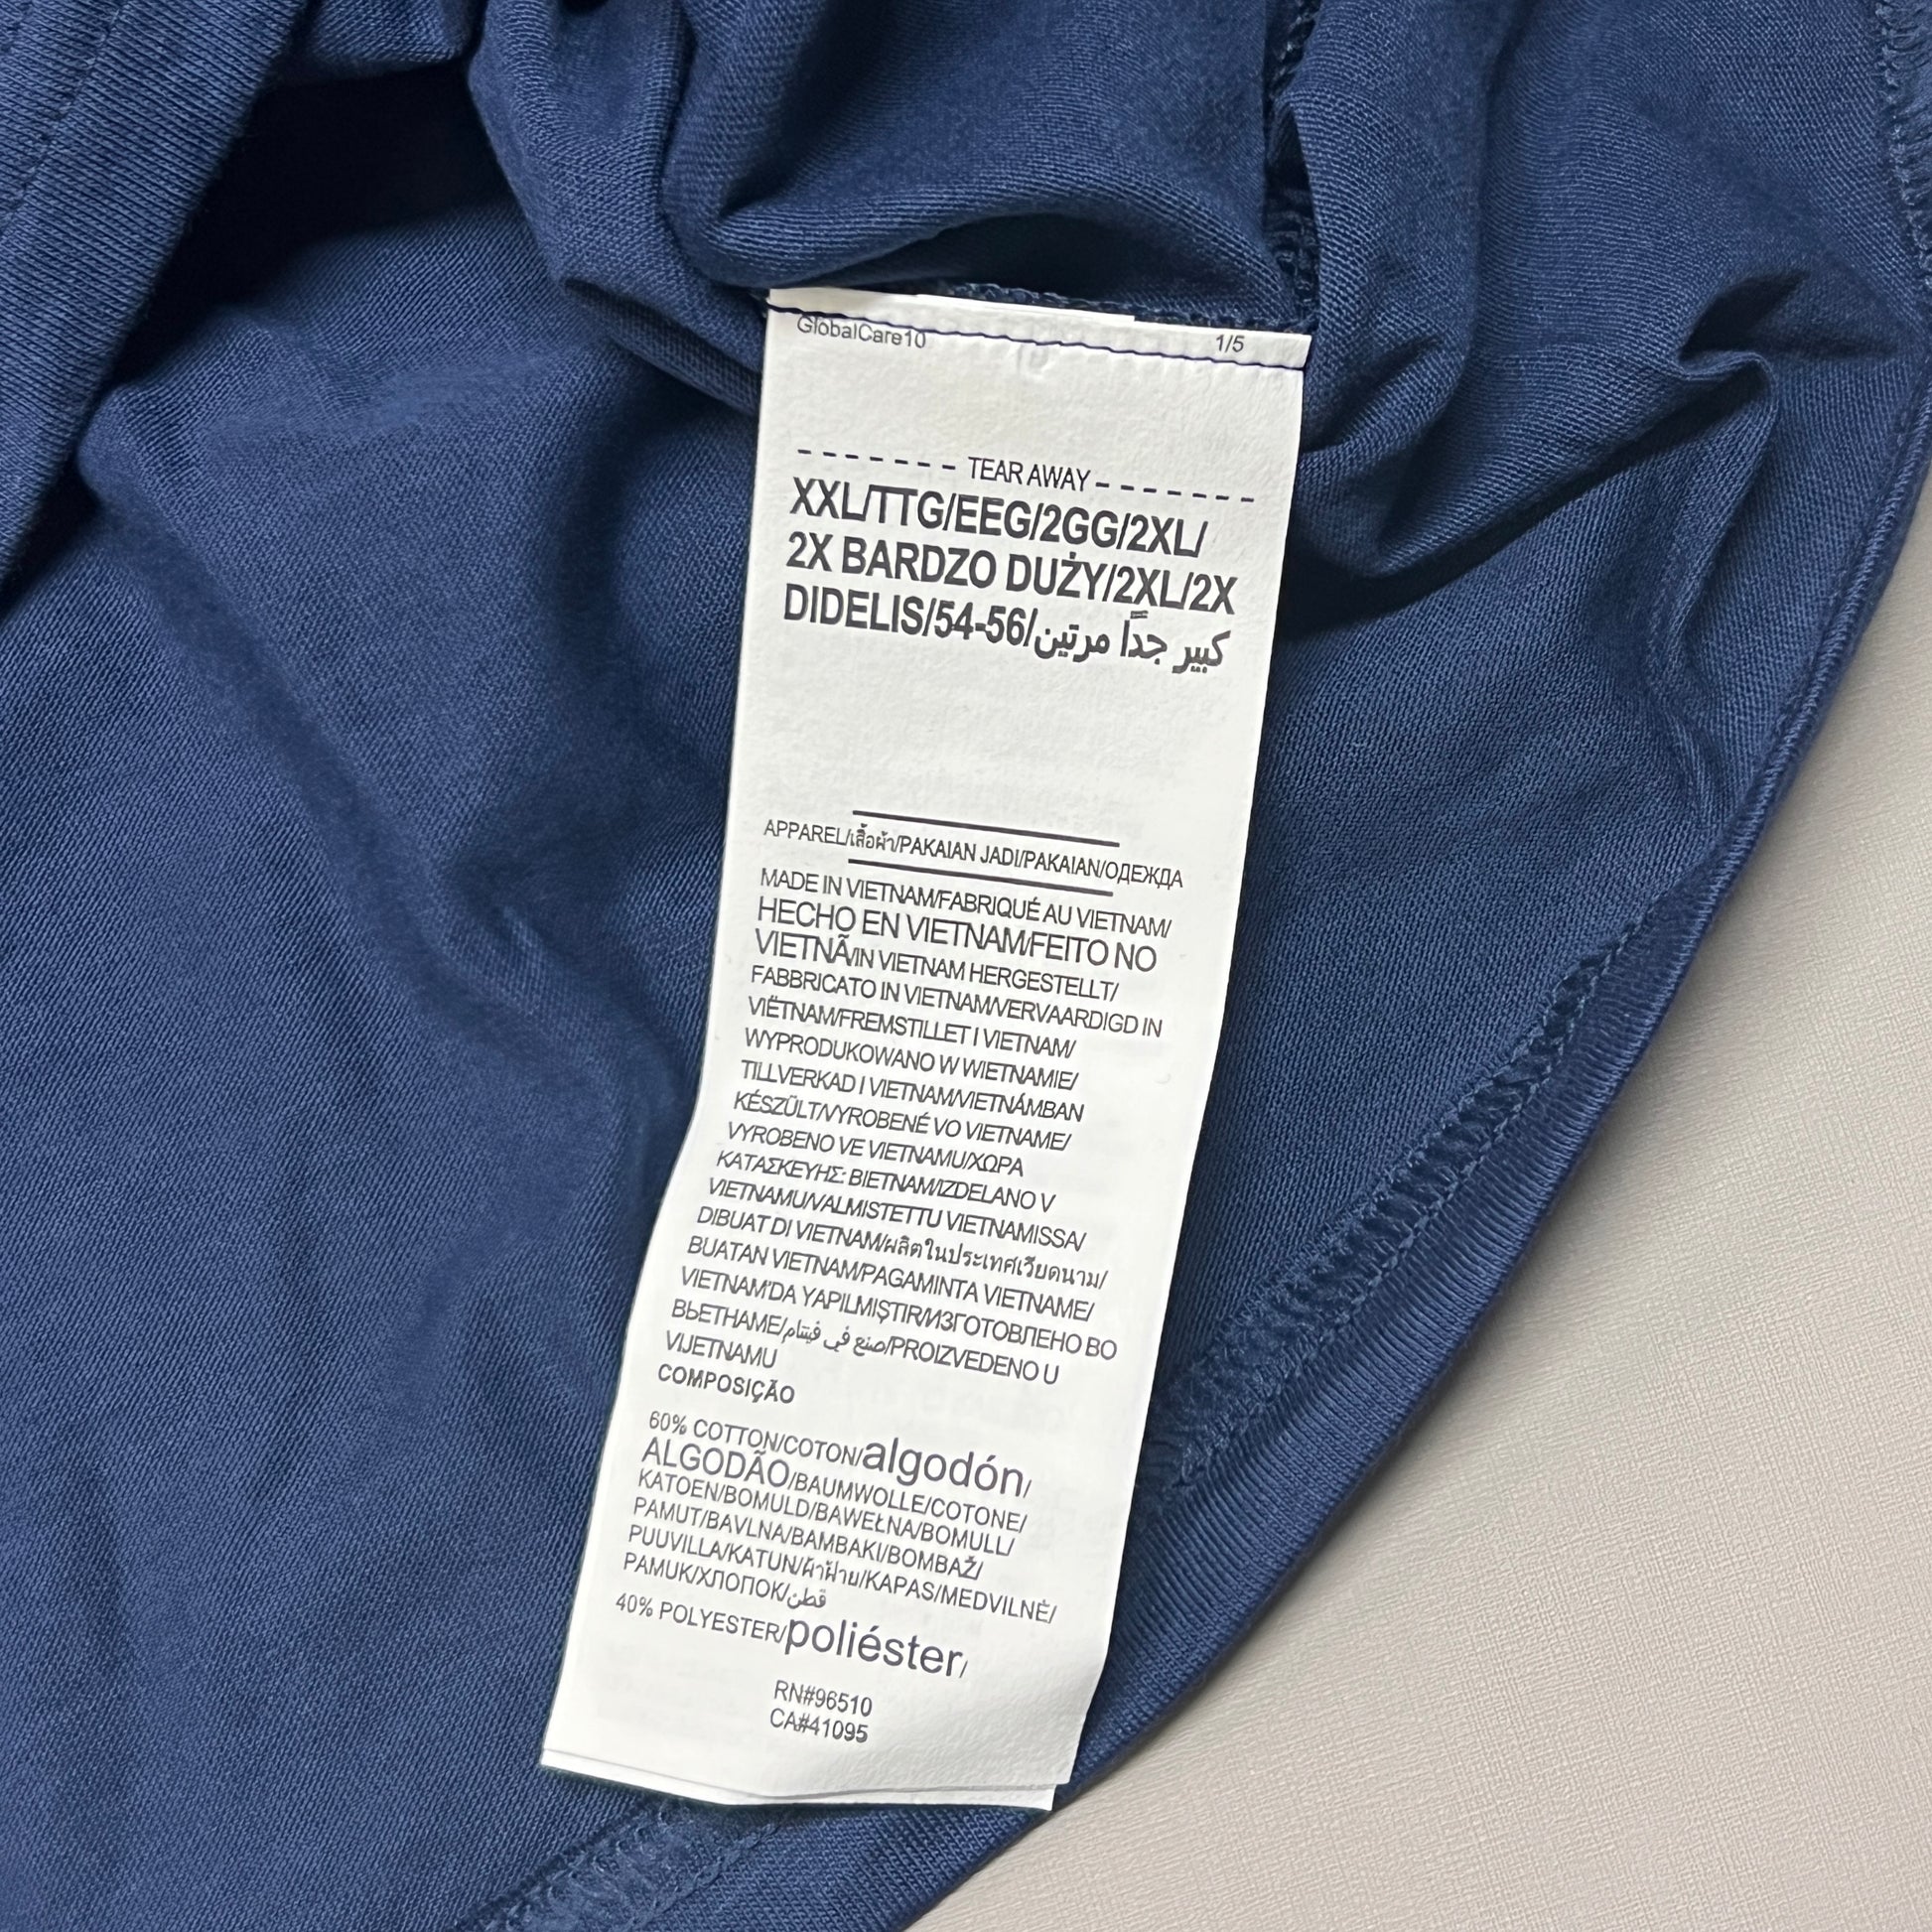 GlobalCare10 1/5
- - - - - - - TEAR AWAY - - - - - - -
XXL/TTG/EEG/2GG/2XL/
2X BARDZO DUŻY/2XL/2X
DIDELIS/54-56/كبير جدًا مرتين
APPAREL/เสื้อผ้า/PAKAIAN JADI/PAKAIAN/ОДЕЖДА
MADE IN VIETNAM/FABRIQUÉ AU VIETNAM/
HECHO EN VIETNAM/FEITO NO
VIETNÃ/IN VIETNAM HERGESTELLT/
FABBRICATO IN VIETNAM/VERVAARDIGD IN
VIËTNAM/FREMSTILLET I VIETNAM/
WYPRODUKOWANO W WIETNAMIE/
TILLVERKAD I VIETNAM/VIETNÁMBAN
KÉSZÜLT/VYROBENÉ VO VIETNAME/
VYROBENO VE VIETNAMU/ΧΩΡΑ
ΚΑΤΑΣΚΕΥΗΣ: ΒΙΕΤΝΑΜ/IZDELANO V
VIETNAMU/VALMISTETTU VIETNAMISSA/
DIBUAT DI VIETNAM/ผลิตในประเทศเวียดนาม/
BUATAN VIETNAM/PAGAMINTA VIETNAME/
VIETNAM'DA YAPILMIŞTIR/ИЗГОТОВЛЕНО ВО
ВЬЕТНАМЕ/صنع في فيتنام/PROIZVEDENO U
VIJETNAMU
COMPOSIÇÃO
60% COTTON/COTON/algodón/
ALGODÃO/BAUMWOLLE/COTONE/
KATOEN/BOMULD/BAWEŁNA/BOMULL/
PAMUT/BAVLNA/BAMBAKI/BOMBAŽ/
PUUVILLA/KATUN/ผ้าฝ้าย/KAPAS/MEDVILNĖ/
PAMUK/ХЛОПОК/قطن
40% POLYESTER/poliéster/
RN#96510
CA#41095